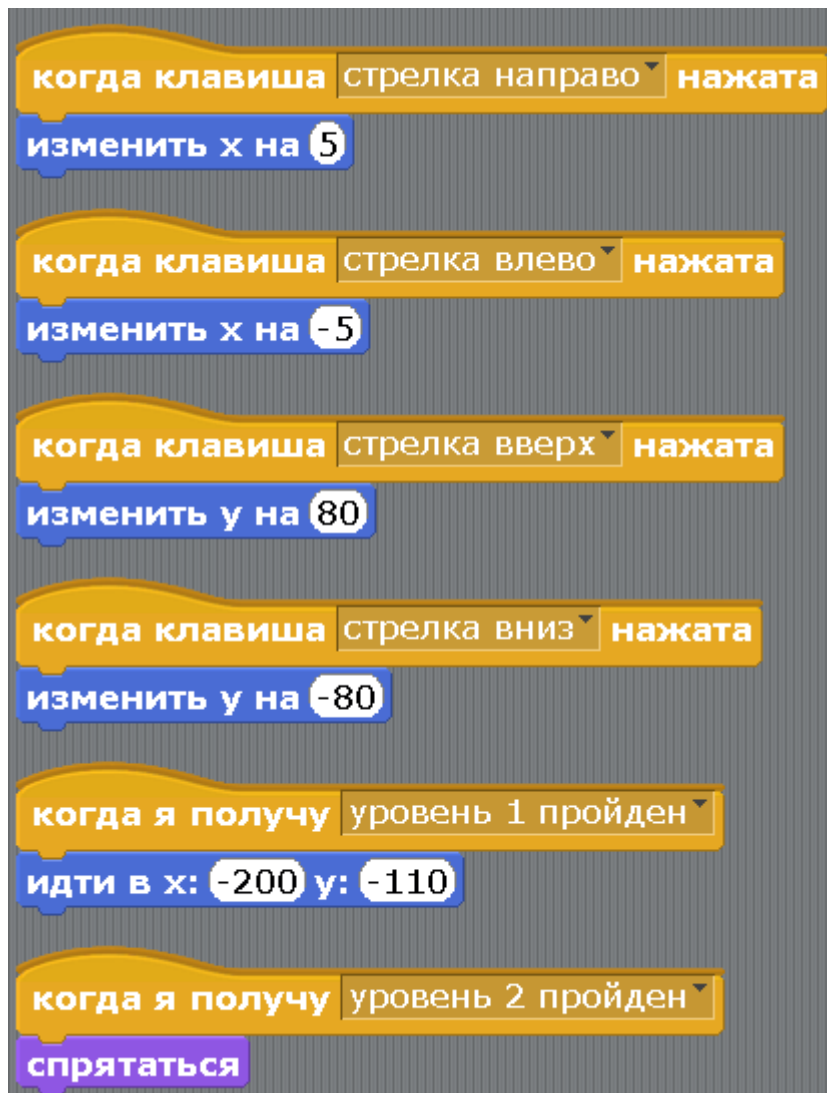 когда клавиша стрелка направо нажата
изменить х на 5
когда клавиша стрелка влево нажата
изменить х на -5
когда клавиша стрелка вверх нажата
изменить у на 80
когда клавиша стрелка вниз нажата
изменить у на -80
когда я получу уровень 1 пройден
идти в х: -200 у: -110
когда я получу уровень 2 пройден
спрятаться